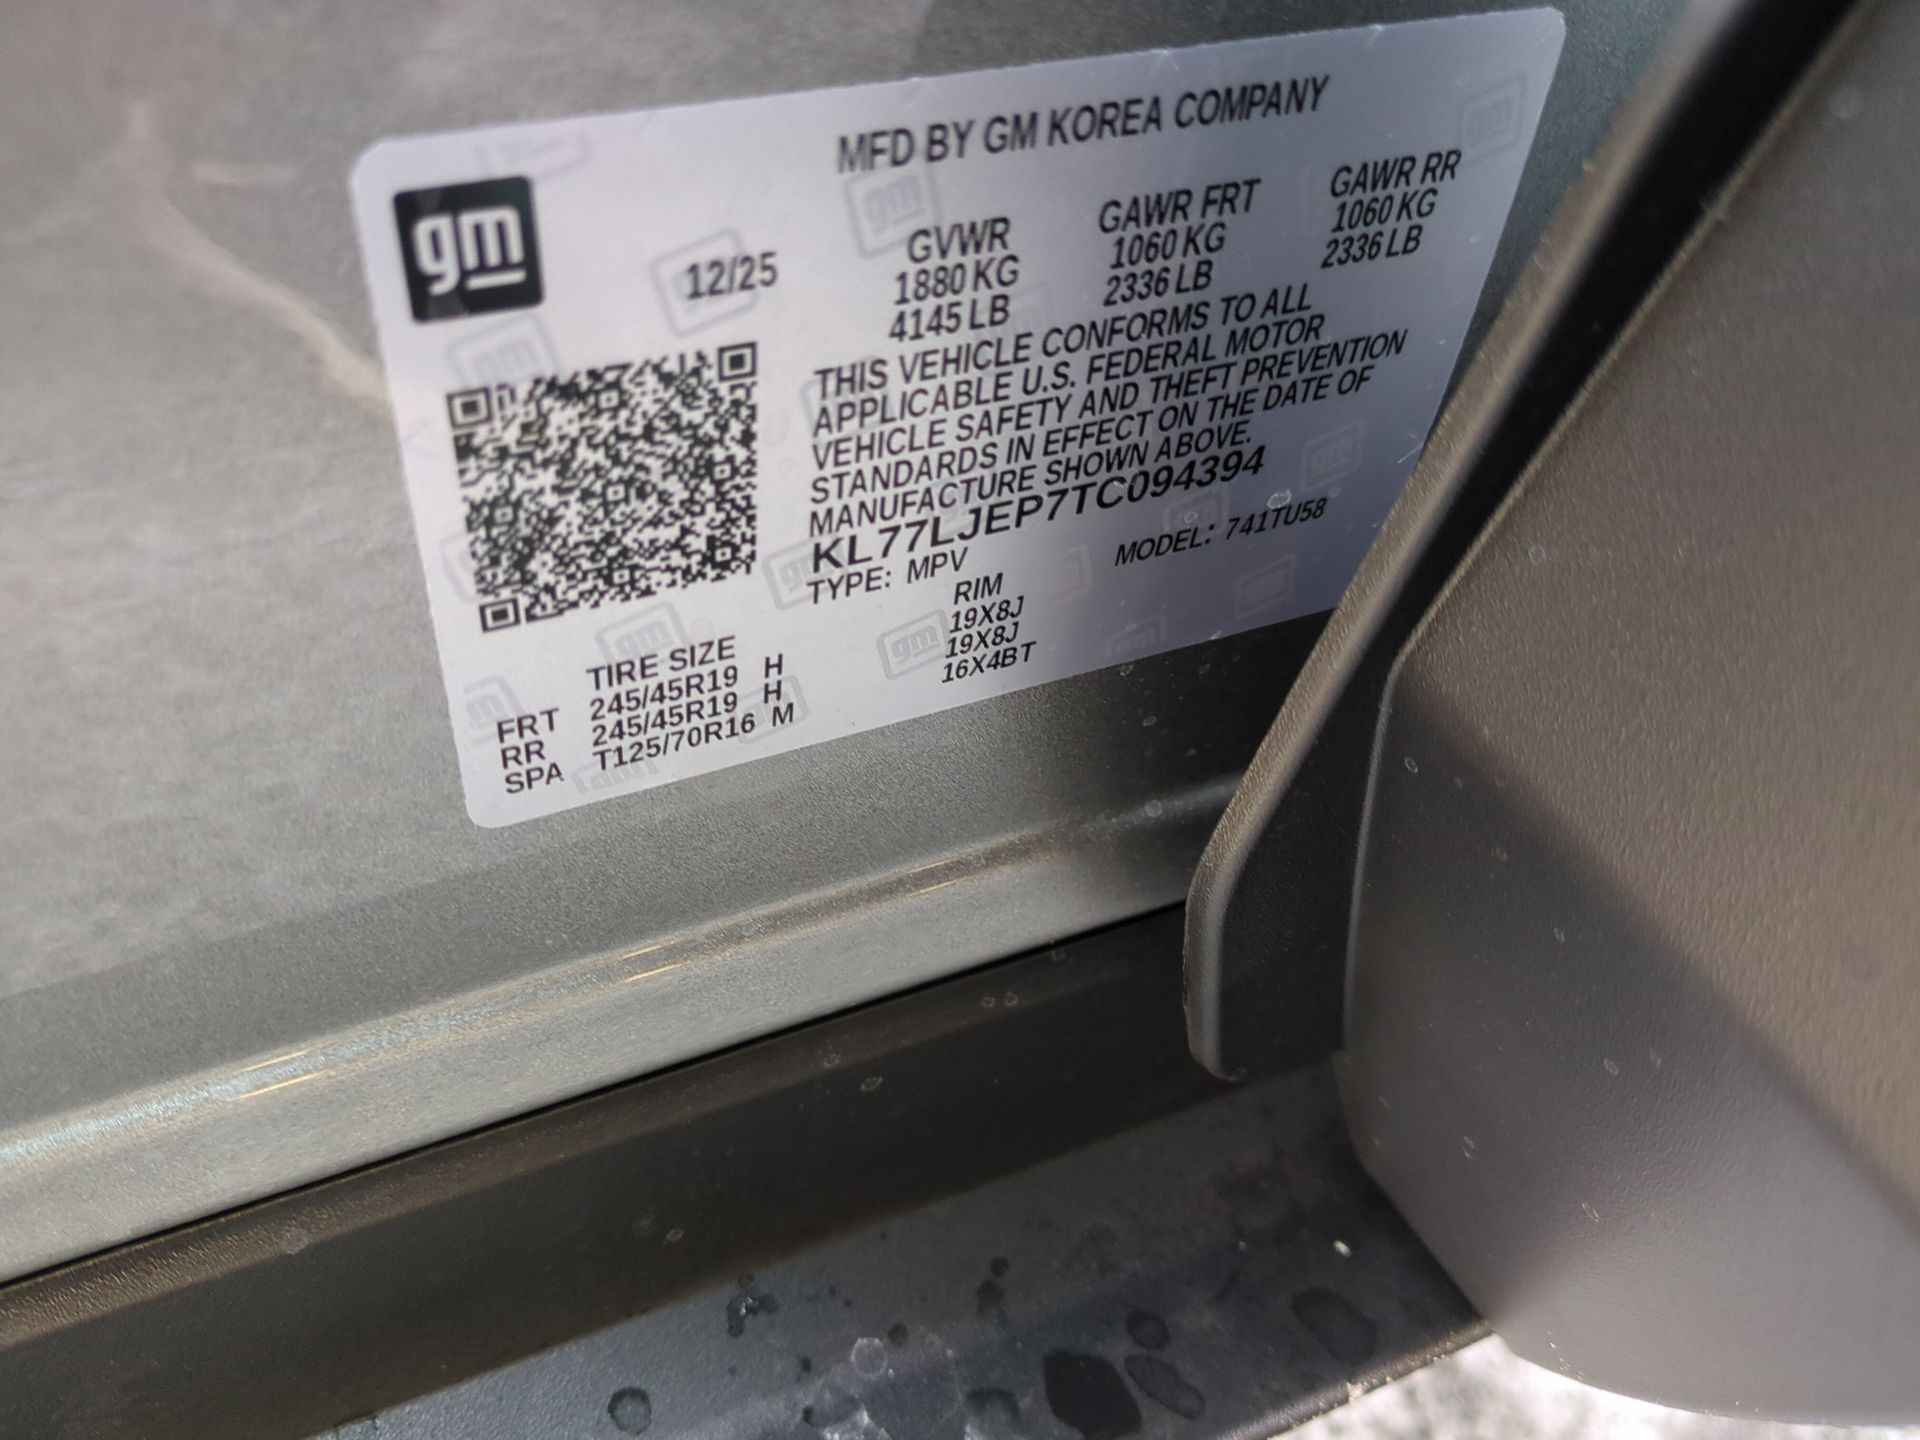 MFD BY GM KOREA COMPANY
gm
12/25
GVWR
1880 KG
4145 LB
GAWR FRT
1060 KG
2336 LB
GAWR RR
1060 KG
2336 LB
THIS VEHICLE CONFORMS TO ALL
APPLICABLE U.S. FEDERAL MOTOR
VEHICLE SAFETY AND THEFT PREVENTION
STANDARDS IN EFFECT ON THE DATE OF
MANUFACTURE SHOWN ABOVE.
KL77LJEP7TC094394
TYPE: MPV MODEL: 741TU58
TIRE SIZE RIM
FRT 245/45R19 H 19X8J
RR 245/45R19 H 19X8J
SPA T125/70R16 M 16X4BT